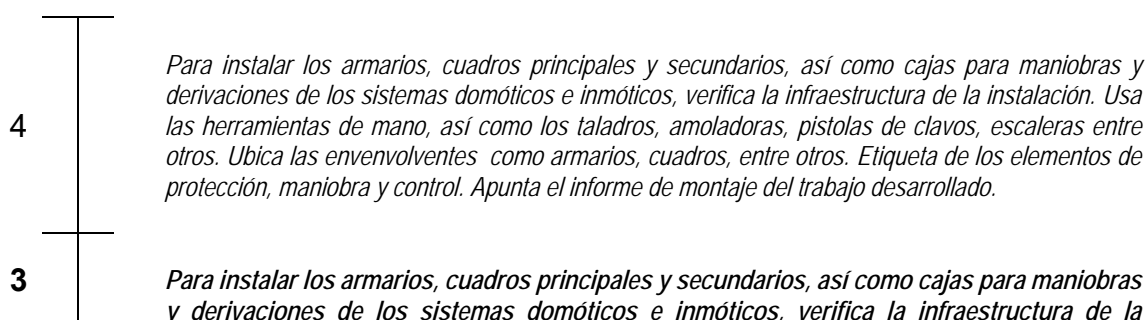 Para instalar los armarios, cuadros principales y secundarios, así como cajas para maniobras y
derivaciones de los sistemas domóticos e inmóticos, verifica la infraestructura de la instalación. Usa
4 las herramientas de mano, así como los taladros, amoladoras, pistolas de clavos, escaleras entre
otros. Ubica las envenvolventes como armarios, cuadros, entre otros. Etiqueta de los elementos de
protección, maniobra y control. Apunta el informe de montaje del trabajo desarrollado.
3 Para instalar los armarios, cuadros principales y secundarios, así como cajas para maniobras
y derivaciones de los sistemas domóticos e inmóticos, verifica la infraestructura de la